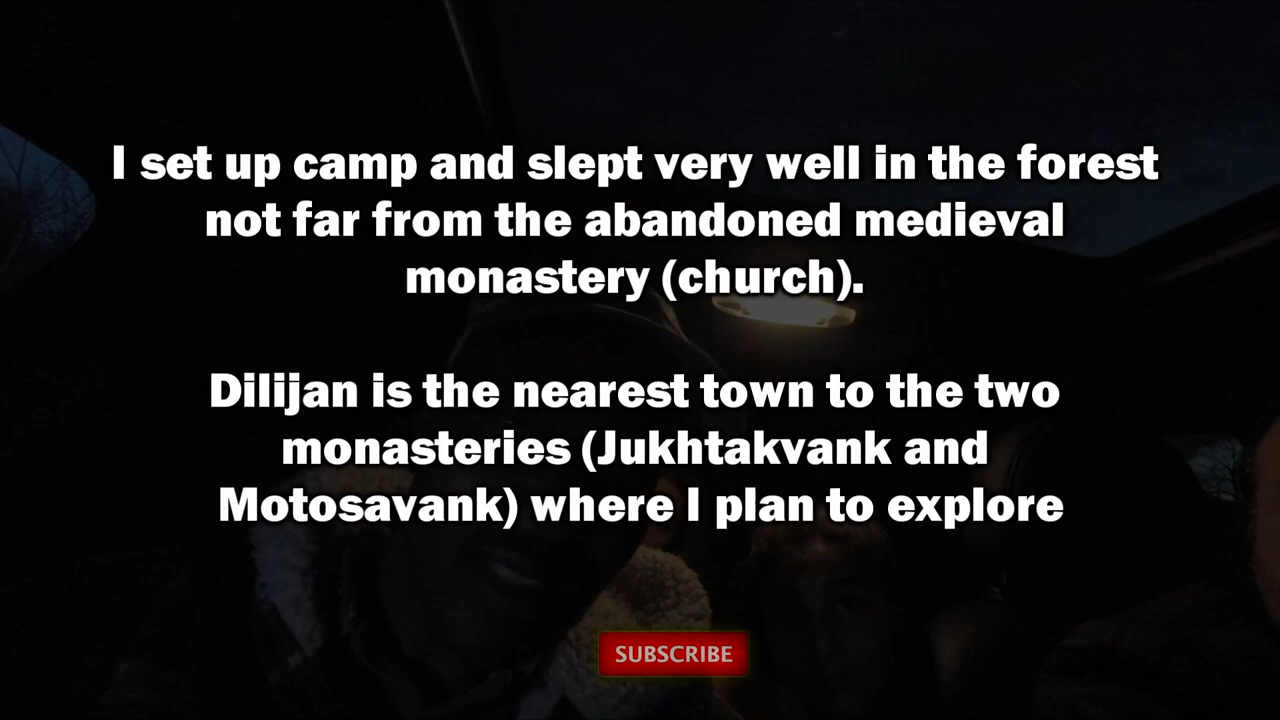 I set up camp and slept very well in the forest
not far from the abandoned medieval
monastery (church).
Dilijan is the nearest town to the two
monasteries (Jukhtakvank and
Motosavank) where I plan to explore
SUBSCRIBE